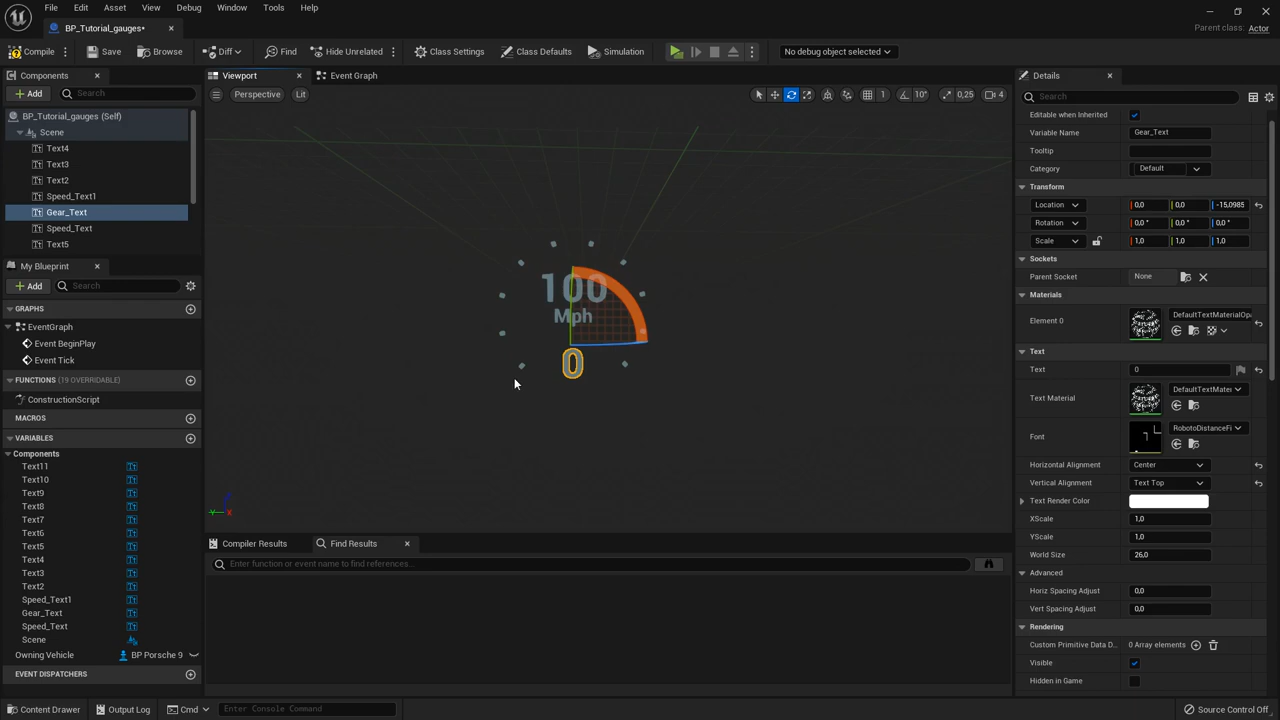 File Edit Asset View Debug Window Tools Help
BP_Tutorial_gauges•
Parent class: Actor
Compile Save Browse Diff Find Hide Unrelated Class Settings Class Defaults Simulation No debug object selected
Components
Add Search
BP_Tutorial_gauges (Self)
Scene
Text4
Text3
Text2
Speed_Text1
Gear_Text
Speed_Text
Text5
My Blueprint
Add Search
GRAPHS
EventGraph
Event BeginPlay
Event Tick
FUNCTIONS (19 OVERRIDABLE)
ConstructionScript
MACROS
VARIABLES
Components
Text11
Text10
Text9
Text8
Text7
Text6
Text5
Text4
Text3
Text2
Speed_Text1
Gear_Text
Speed_Text
Scene
Owning Vehicle BP Porsche 9
EVENT DISPATCHERS
Viewport Event Graph
Perspective Lit 1 10° 0,25 4
100
Mph
0
Compiler Results Find Results
Enter function or event name to find references...
Details
Search
Editable when Inherited
Variable Name Gear_Text
Tooltip
Category Default
Transform
Location 0,0 0,0 -15,0985
Rotation 0,0 ° 0,0 ° 0,0 °
Scale 1,0 1,0 1,0
Sockets
Parent Socket None
Materials
Element 0 DefaultTextMaterialOpa
Text
Text 0
Text Material DefaultTextMater
Font RobotoDistanceFi
Horizontal Alignment Center
Vertical Alignment Text Top
Text Render Color
XScale 1,0
YScale 1,0
World Size 26,0
Advanced
Horiz Spacing Adjust 0,0
Vert Spacing Adjust 0,0
Rendering
Custom Primitive Data D... 0 Array elements
Visible
Hidden in Game
Content Drawer Output Log Cmd Enter Console Command Source Control Off